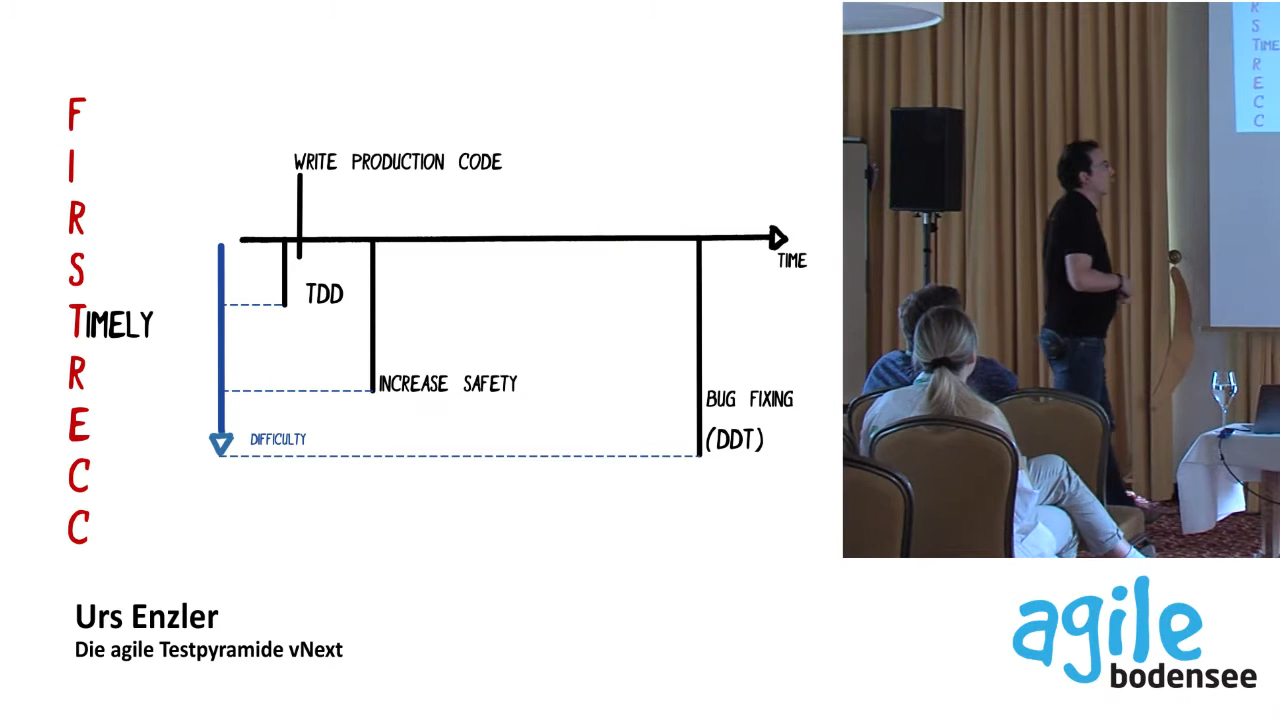 F
I
R
S
TIMELY
R
E
C
C
WRITE PRODUCTION CODE
TIME
TDD
INCREASE SAFETY
BUG FIXING
(DDT)
DIFFICULTY
R
S
TIME
R
E
C
C
Urs Enzler
Die agile Testpyramide vNext
agile
bodensee